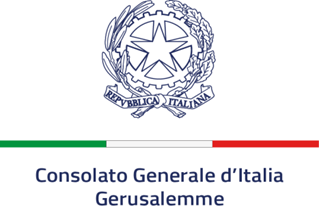 REPVBBLICA ITALIANA
Consolato Generale d'Italia
Gerusalemme